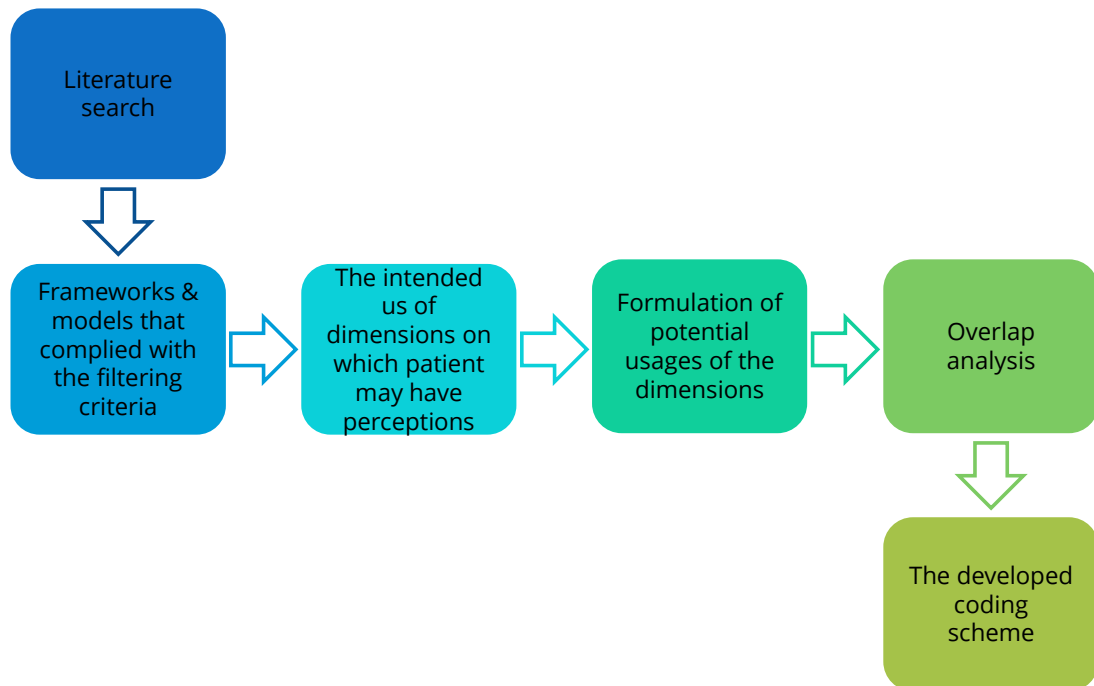 Literature
search
Frameworks &
models that
complied with
the filtering
criteria
The intended
us of
dimensions on
which patient
may have
perceptions
Formulation of
potential
usages of the
dimensions
Overlap
analysis
The developed
coding
scheme